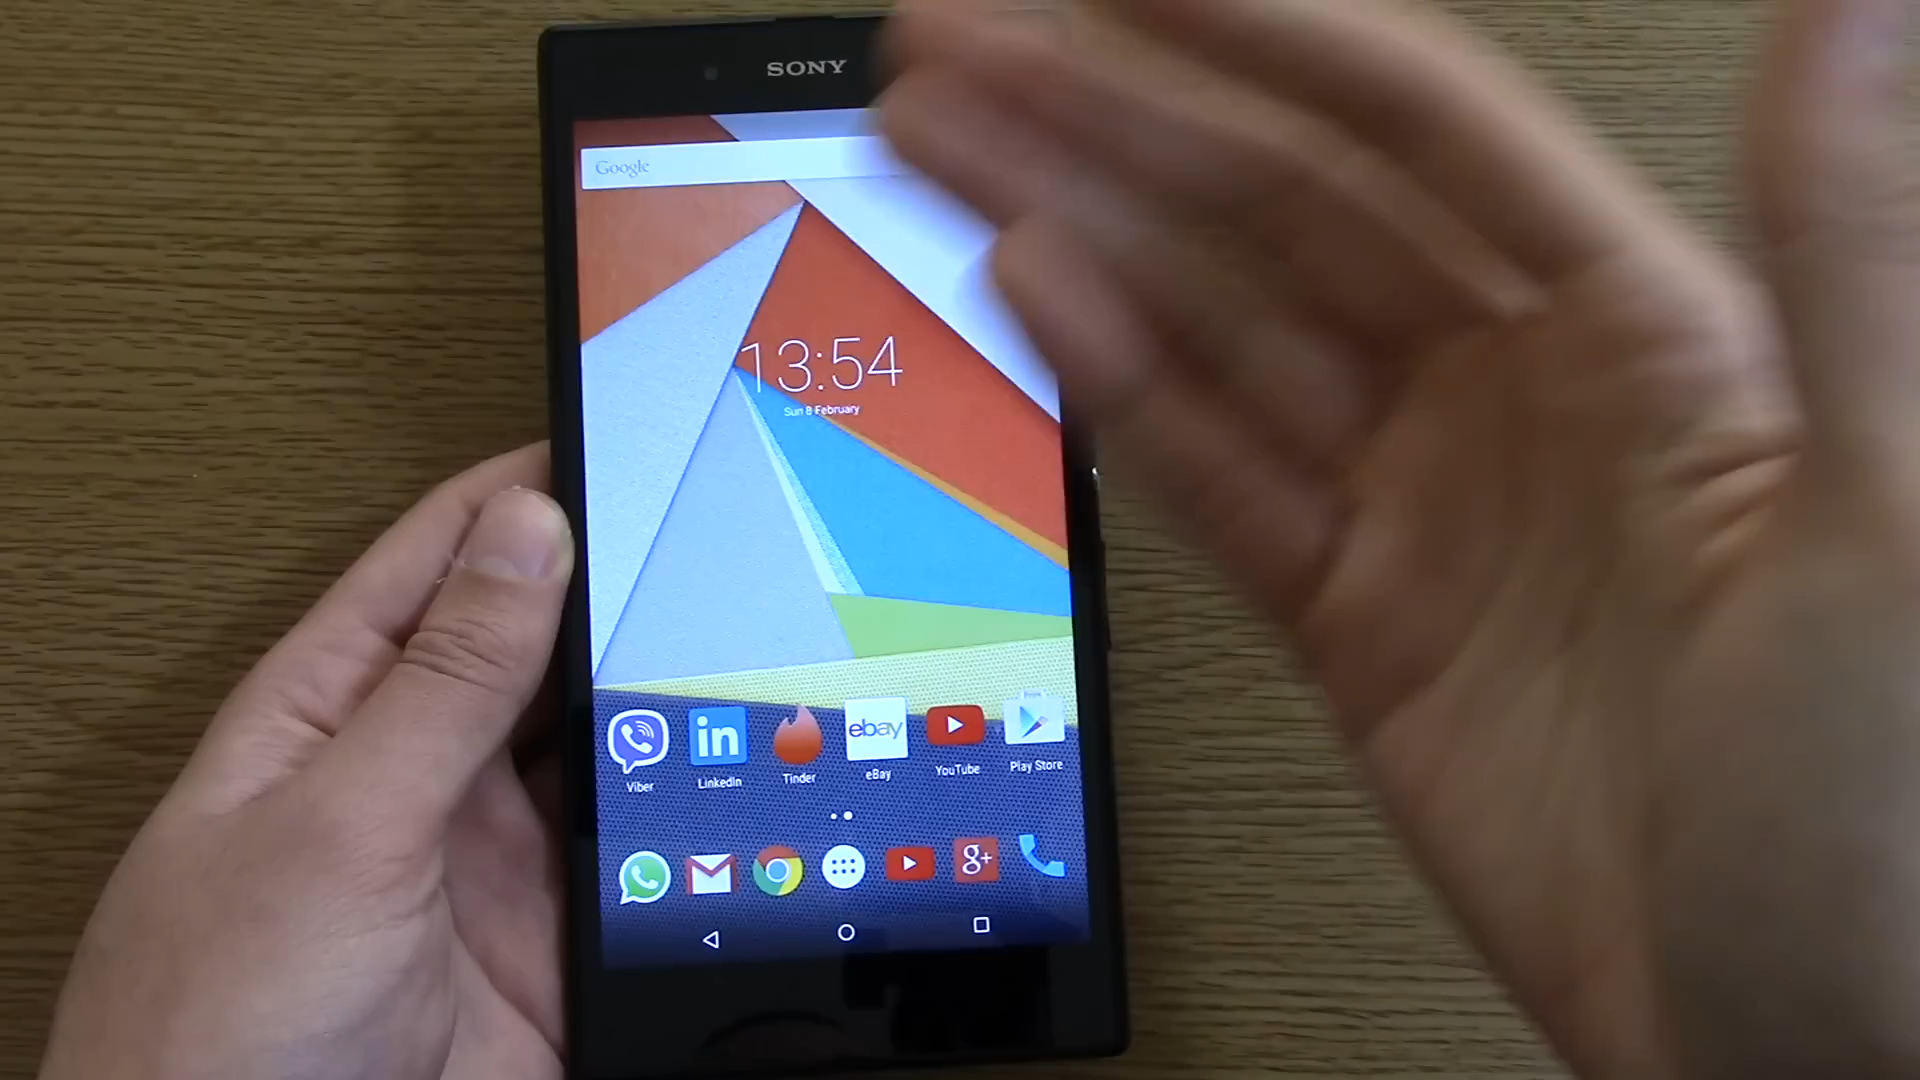 SONY
Google
13:54
Sun 8 February
ebay
Viber
LinkedIn
Tinder
eBay
YouTube
Play Store
in
g+